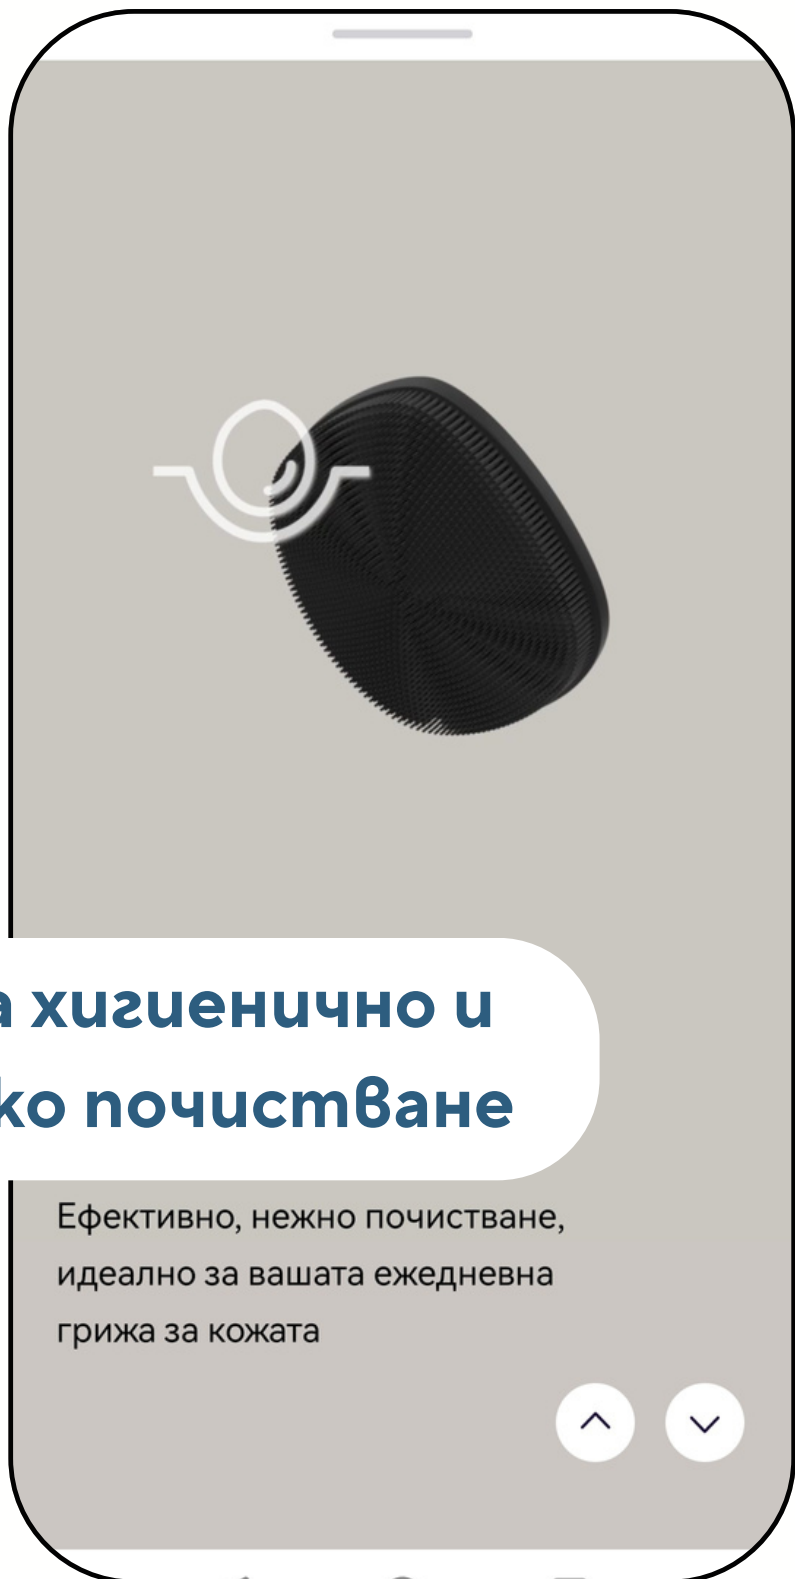 хигиенично и
почистване
Ефективно, нежно почистване,
идеално за вашата ежедневна
грижа за кожата